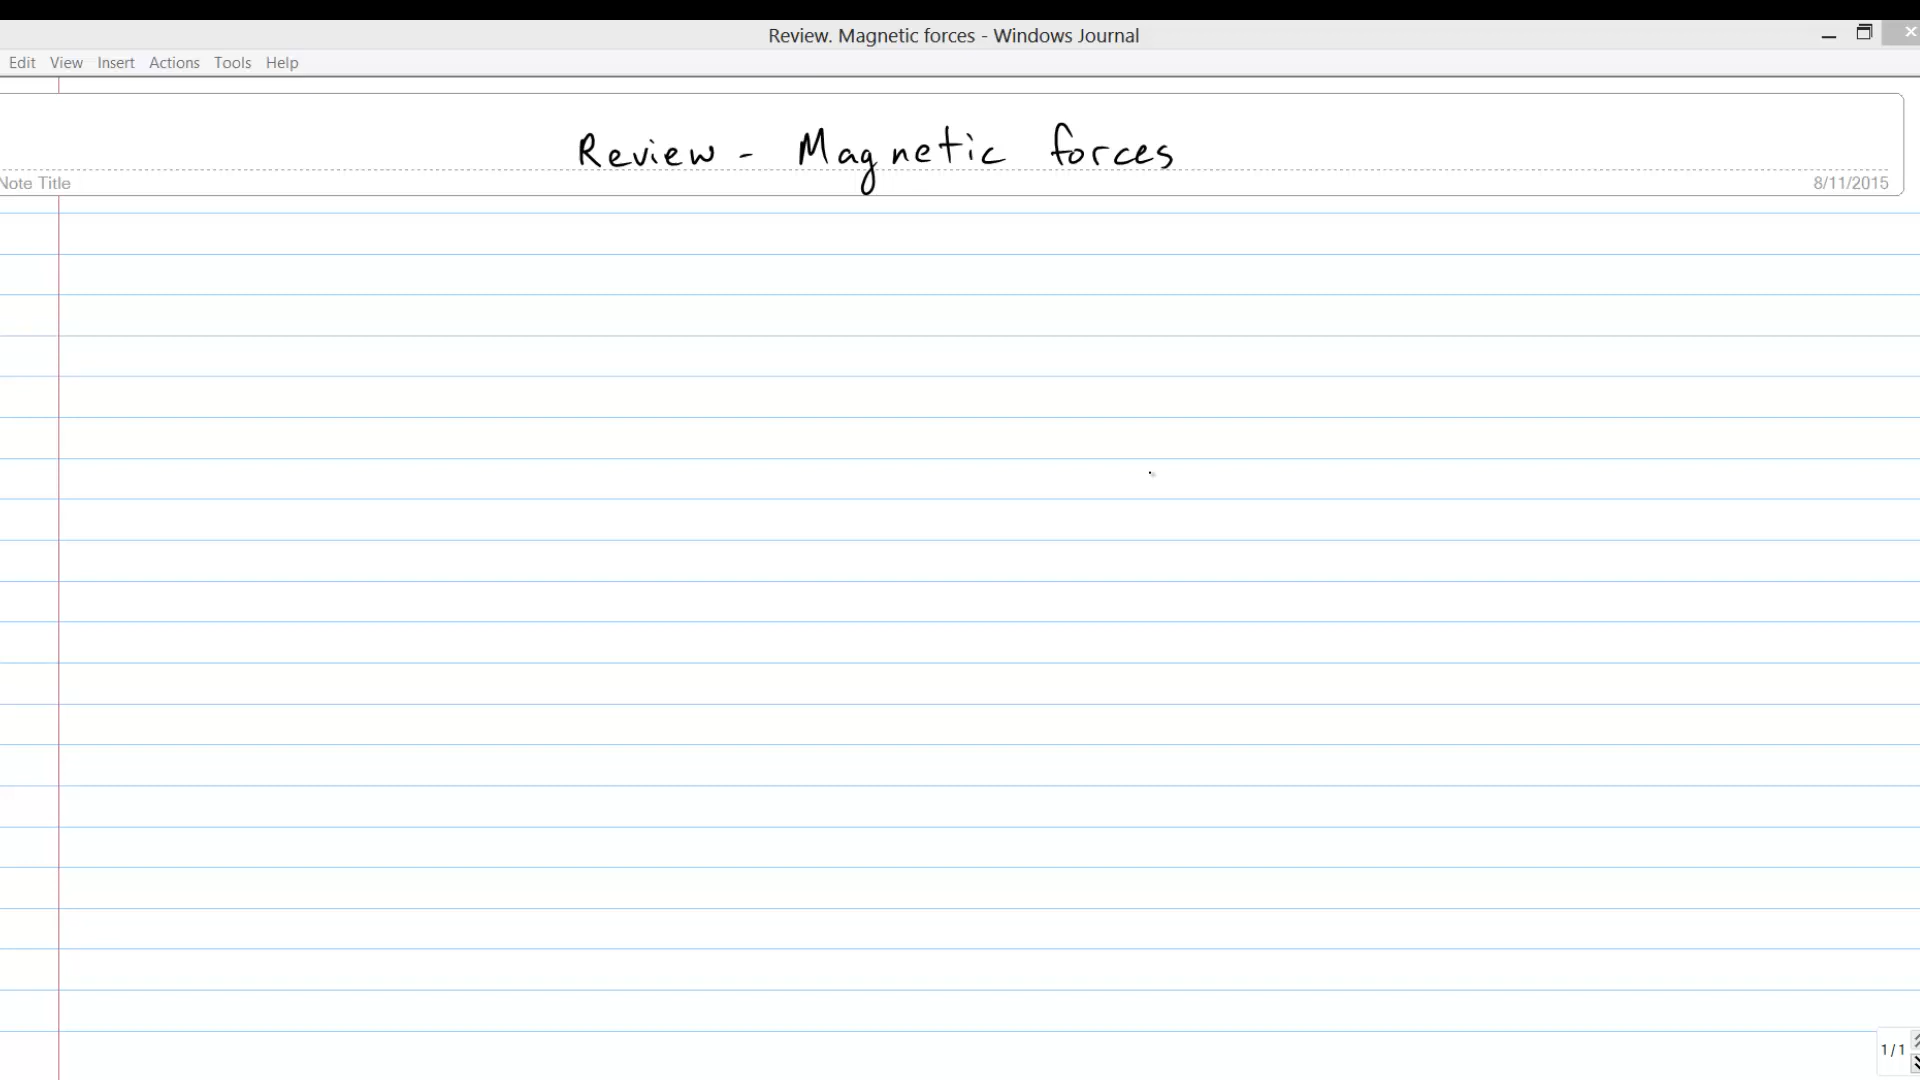 Review. Magnetic forces - Windows Journal
Edit View Insert Actions Tools Help
Review - Magnetic forces
Note Title
8/11/2015
1/1